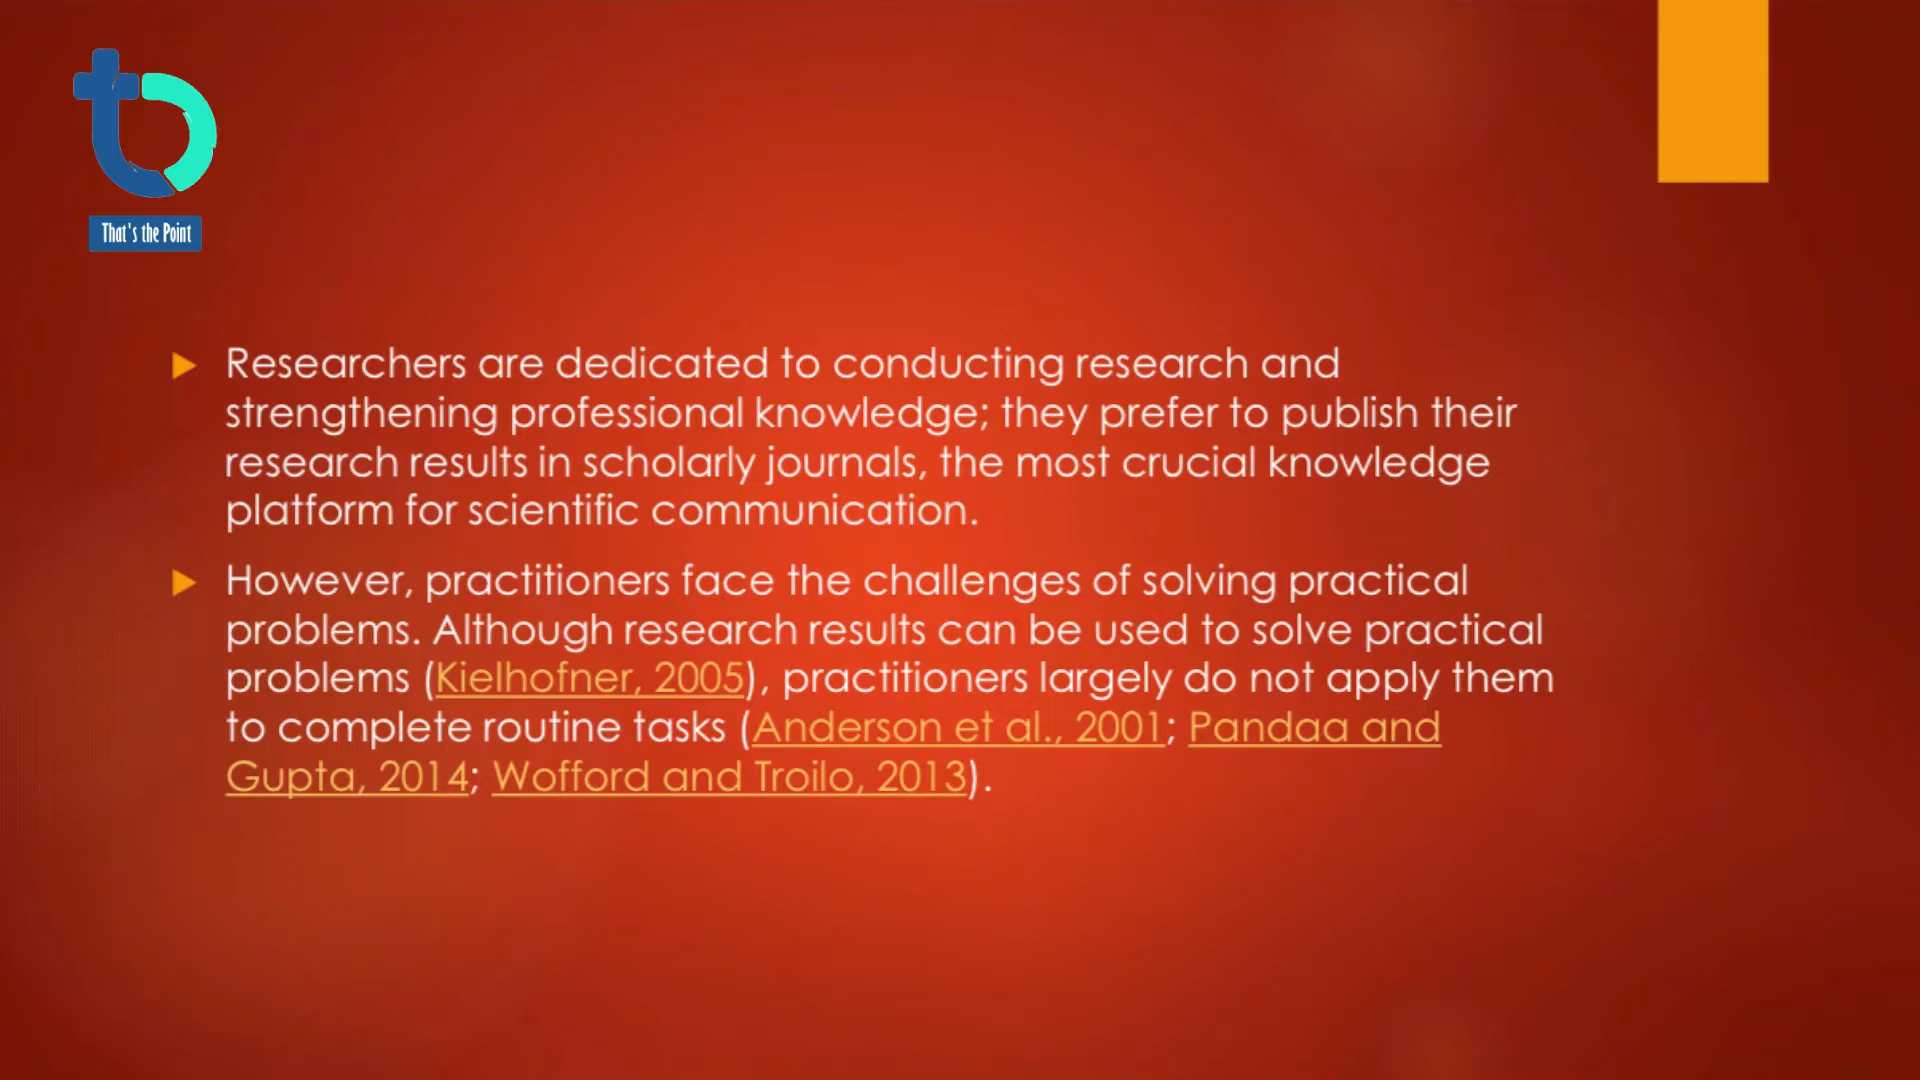 That's the Point
Researchers are dedicated to conducting research and
strengthening professional knowledge; they prefer to publish their
research results in scholarly journals, the most crucial knowledge
platform for scientific communication.
However, practitioners face the challenges of solving practical
problems. Although research results can be used to solve practical
problems (Kielhofner, 2005), practitioners largely do not apply them
to complete routine tasks (Anderson et al., 2001; Pandaa and
Gupta, 2014; Wofford and Troilo, 2013).